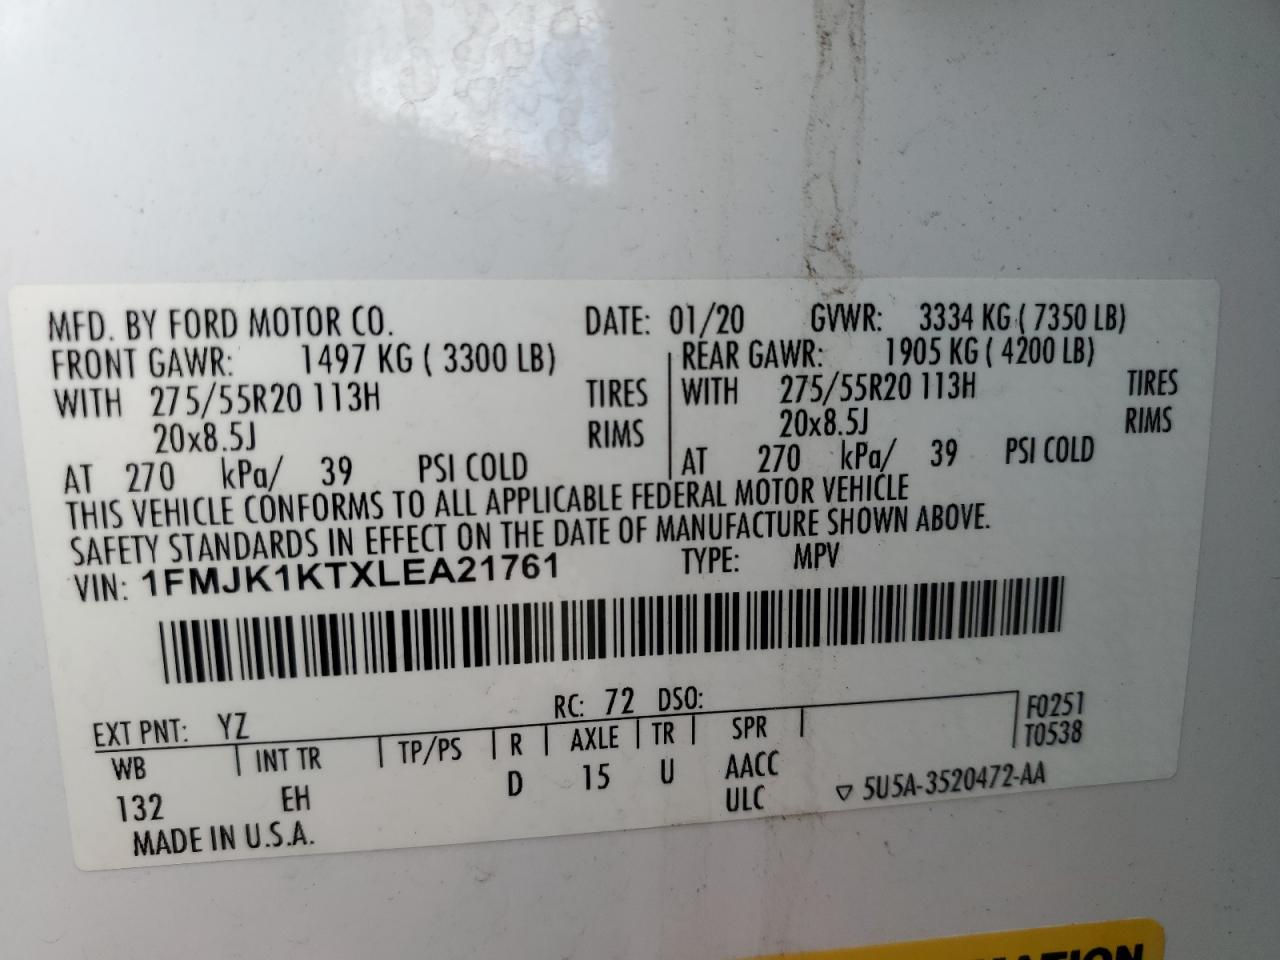 MFD. BY FORD MOTOR CO. DATE: 01/20 GVWR: 3334 KG ( 7350 LB)
FRONT GAWR: 1497 KG ( 3300 LB) REAR GAWR: 1905 KG ( 4200 LB)
WITH 275/55R20 113H TIRES WITH 275/55R20 113H TIRES
20x8.5J RIMS 20x8.5J RIMS
AT 270 kPa/ 39 PSI COLD AT 270 kPa/ 39 PSI COLD
THIS VEHICLE CONFORMS TO ALL APPLICABLE FEDERAL MOTOR VEHICLE
SAFETY STANDARDS IN EFFECT ON THE DATE OF MANUFACTURE SHOWN ABOVE.
VIN: 1FMJK1KTXLEA21761 TYPE: MPV
EXT PNT: YZ RC: 72 DSO: F0251
WB INT TR TP/PS R AXLE TR SPR T0538
132 EH D 15 U AACC
ULC 5U5A-3520472-AA
MADE IN U.S.A.